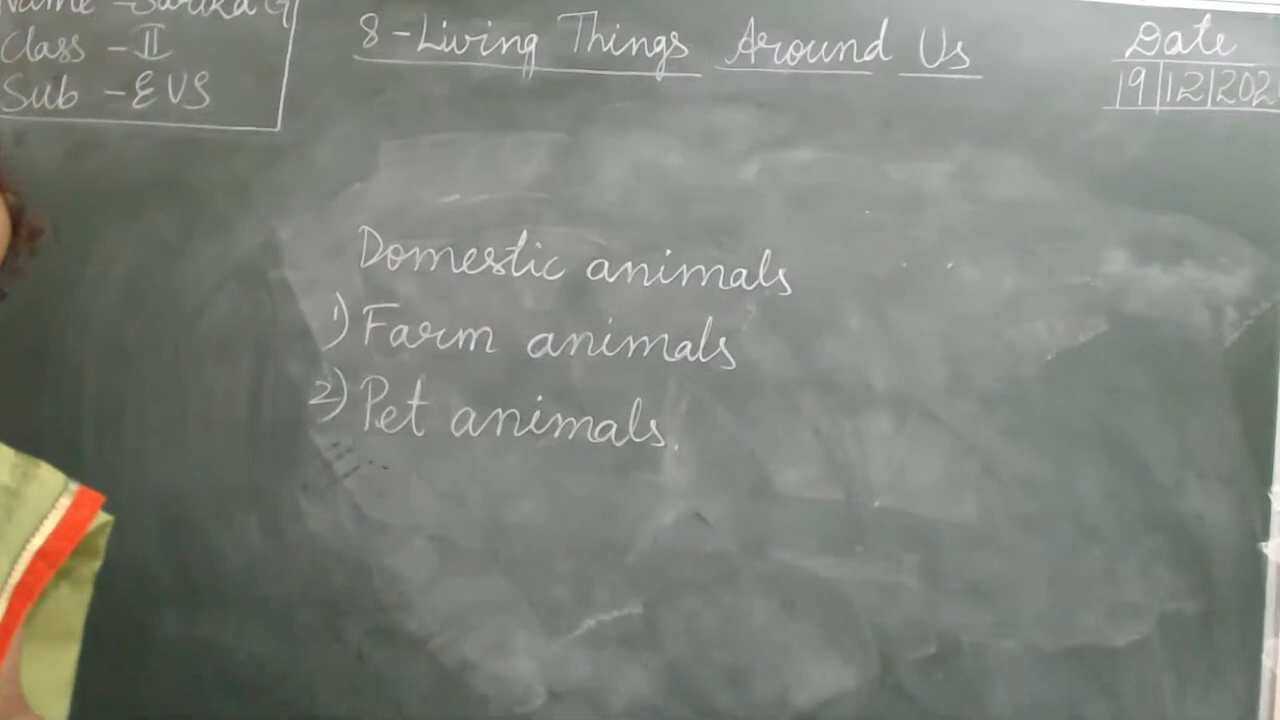 Class - II
Sub - EVS
8 - Living Things Around Us
Date
19|12|202
Domestic animals
1) Farm animals
2) Pet animals.